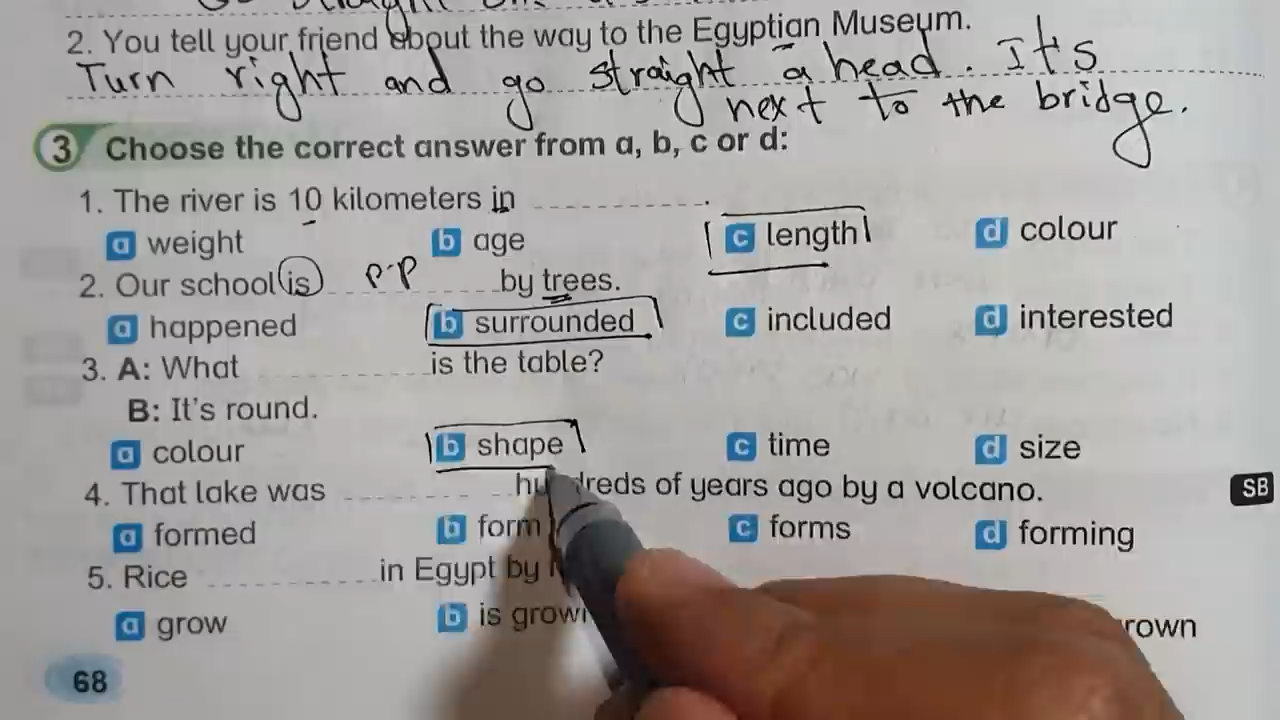 2. You tell your friend about the way to the Egyptian Museum.
Turn right and go straight a head. It's
next to the bridge.
3 Choose the correct answer from a, b, c or d:
1. The river is 10 kilometers in
a weight b age c length d colour
2. Our school is P.P by trees.
a happened b surrounded c included d interested
3. A: What is the table?
B: It's round.
a colour b shape c time d size
4. That lake was hundreds of years ago by a volcano.
SB
a formed b form c forms d forming
5. Rice in Egypt by
a grow b is grown
68